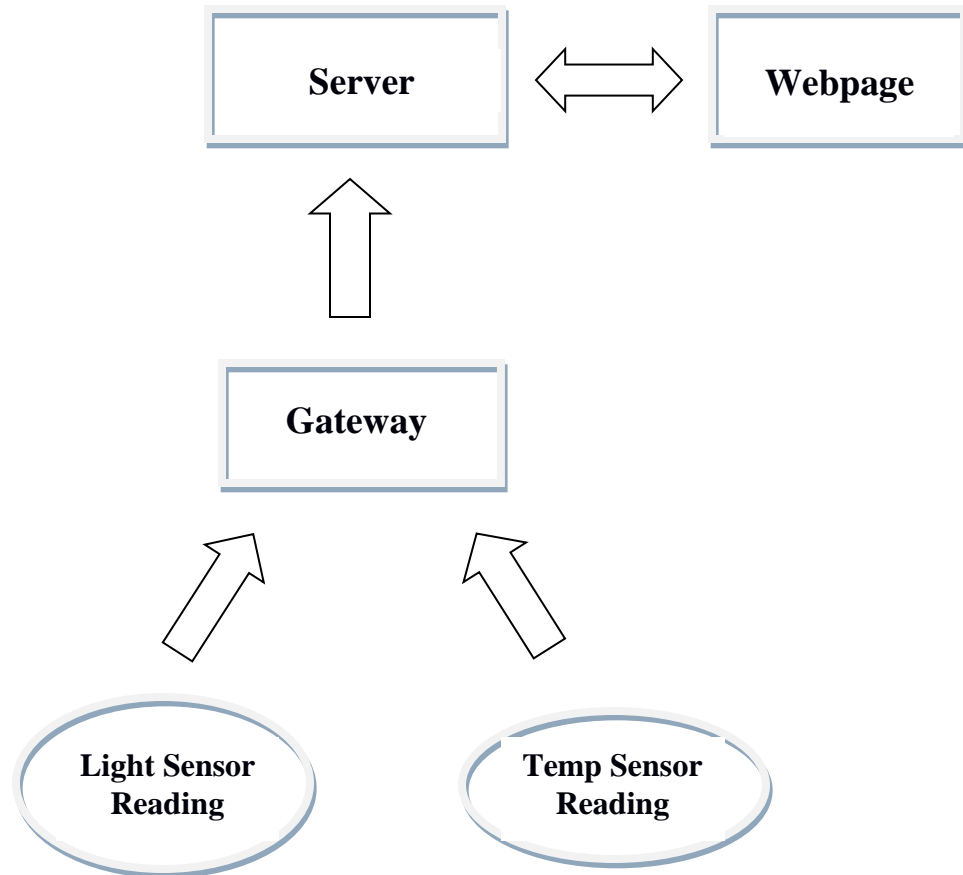 Server
Webpage
Gateway
Light Sensor
Reading
Temp Sensor
Reading